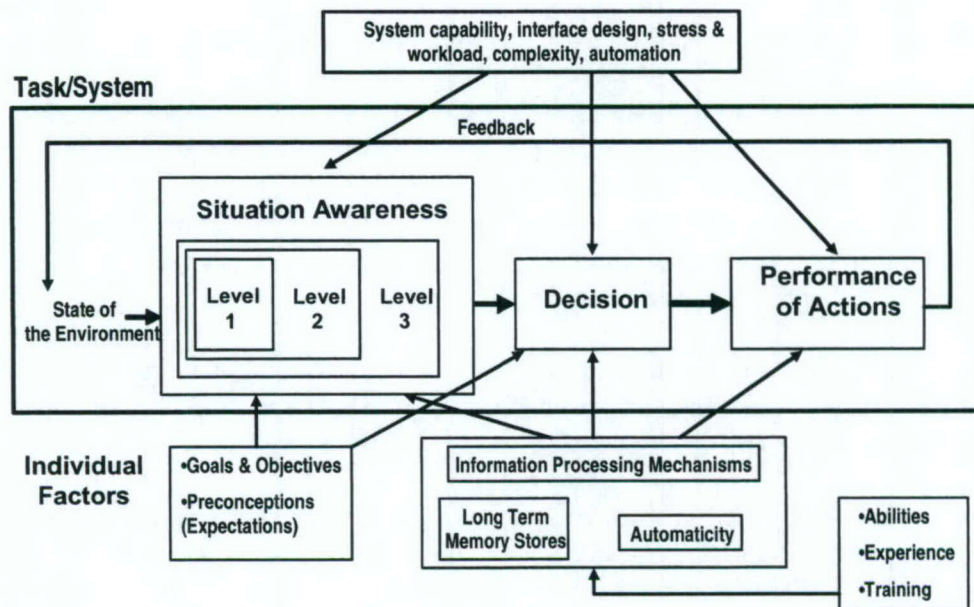 System capability, interface design, stress &
workload, complexity, automation
Task/System
Feedback
Situation Awareness
Level
1
Level
2
Level
3
State of
the Environment
Decision
Performance
of Actions
Individual
Factors
•Goals & Objectives
•Preconceptions
(Expectations)
Information Processing Mechanisms
Long Term
Memory Stores
Automaticity
•Abilities
•Experience
•Training